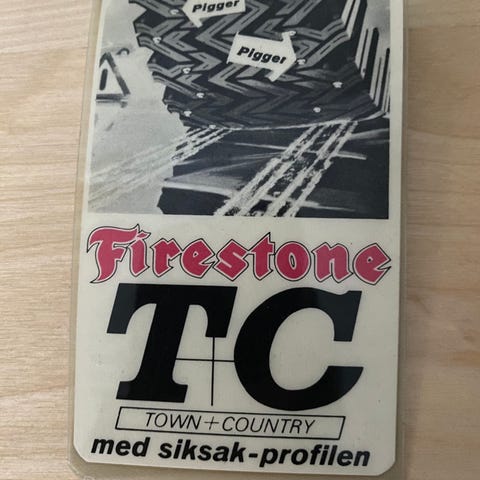 Pigger
Pigger
Firestone
T+C
TOWN+COUNTRY
med siksak-profilen